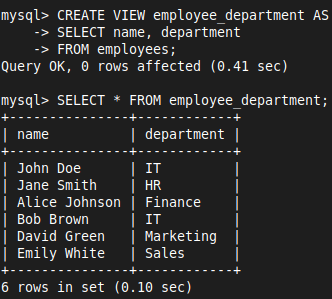 mysql> CREATE VIEW employee_department AS
    -> SELECT name, department
    -> FROM employees;
Query OK, 0 rows affected (0.41 sec)

mysql> SELECT * FROM employee_department;
+---------------+------------+
| name          | department |
+---------------+------------+
| John Doe      | IT         |
| Jane Smith    | HR         |
| Alice Johnson | Finance    |
| Bob Brown     | IT         |
| David Green   | Marketing  |
| Emily White   | Sales      |
+---------------+------------+
6 rows in set (0.10 sec)